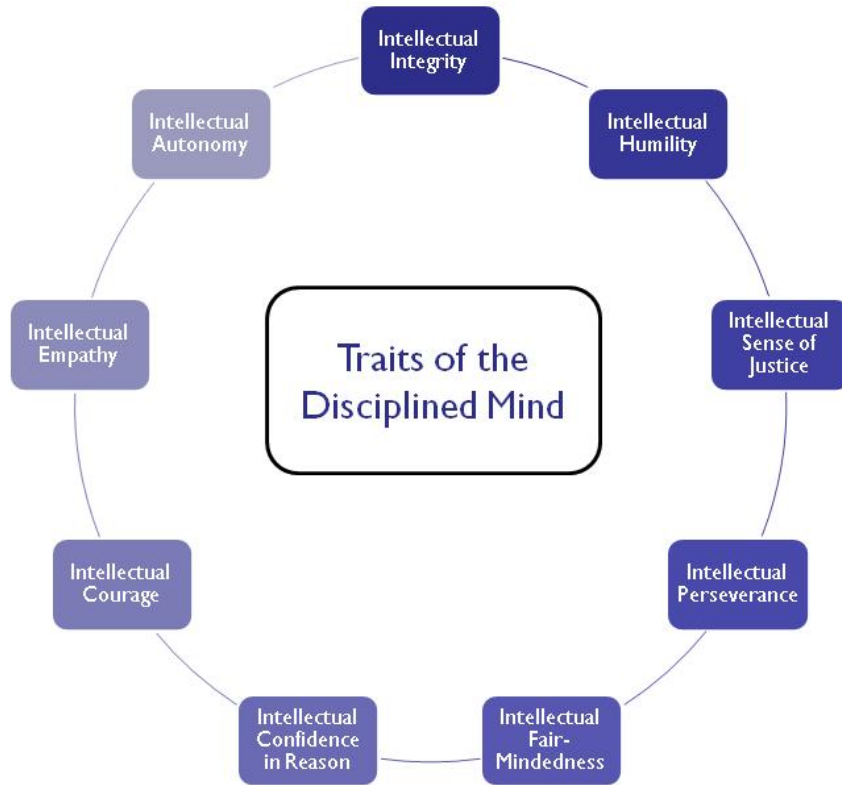 Intellectual
Integrity
Intellectual
Humility
Intellectual
Sense of
Justice
Intellectual
Perseverance
Intellectual
Fair-
Mindedness
Intellectual
Confidence
in Reason
Intellectual
Courage
Intellectual
Empathy
Intellectual
Autonomy
Traits of the
Disciplined Mind